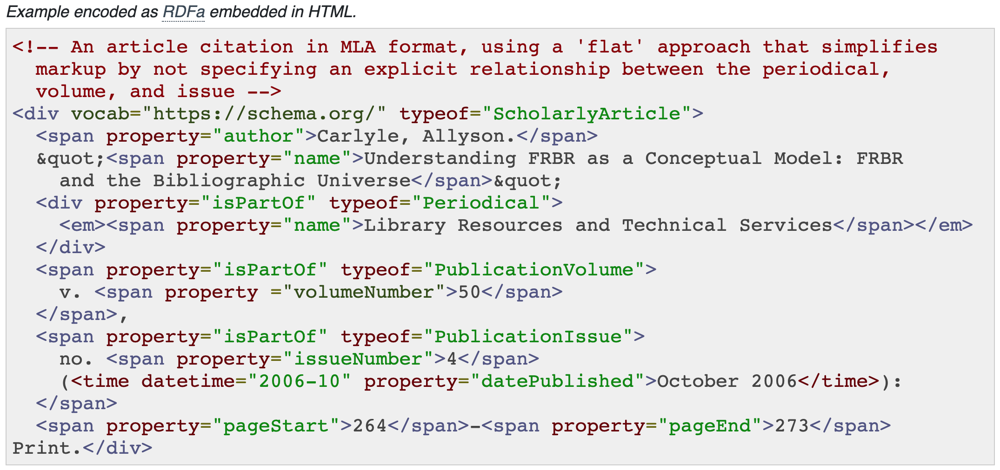 Example encoded as RDFa embedded in HTML.
<!-- An article citation in MLA format, using a 'flat' approach that simplifies
  markup by not specifying an explicit relationship between the periodical,
  volume, and issue -->
<div vocab="https://schema.org/" typeof="ScholarlyArticle">
  <span property="author">Carlyle, Allyson.</span>
  &quot;<span property="name">Understanding FRBR as a Conceptual Model: FRBR
    and the Bibliographic Universe</span>&quot;
  <div property="isPartOf" typeof="Periodical">
    <em><span property="name">Library Resources and Technical Services</span></em>
  </div>
  <span property="isPartOf" typeof="PublicationVolume">
    v. <span property ="volumeNumber">50</span>
  </span>,
  <span property="isPartOf" typeof="PublicationIssue">
    no. <span property="issueNumber">4</span>
    (<time datetime="2006-10" property="datePublished">October 2006</time>):
  </span>
  <span property="pageStart">264</span>-<span property="pageEnd">273</span>
Print.</div>